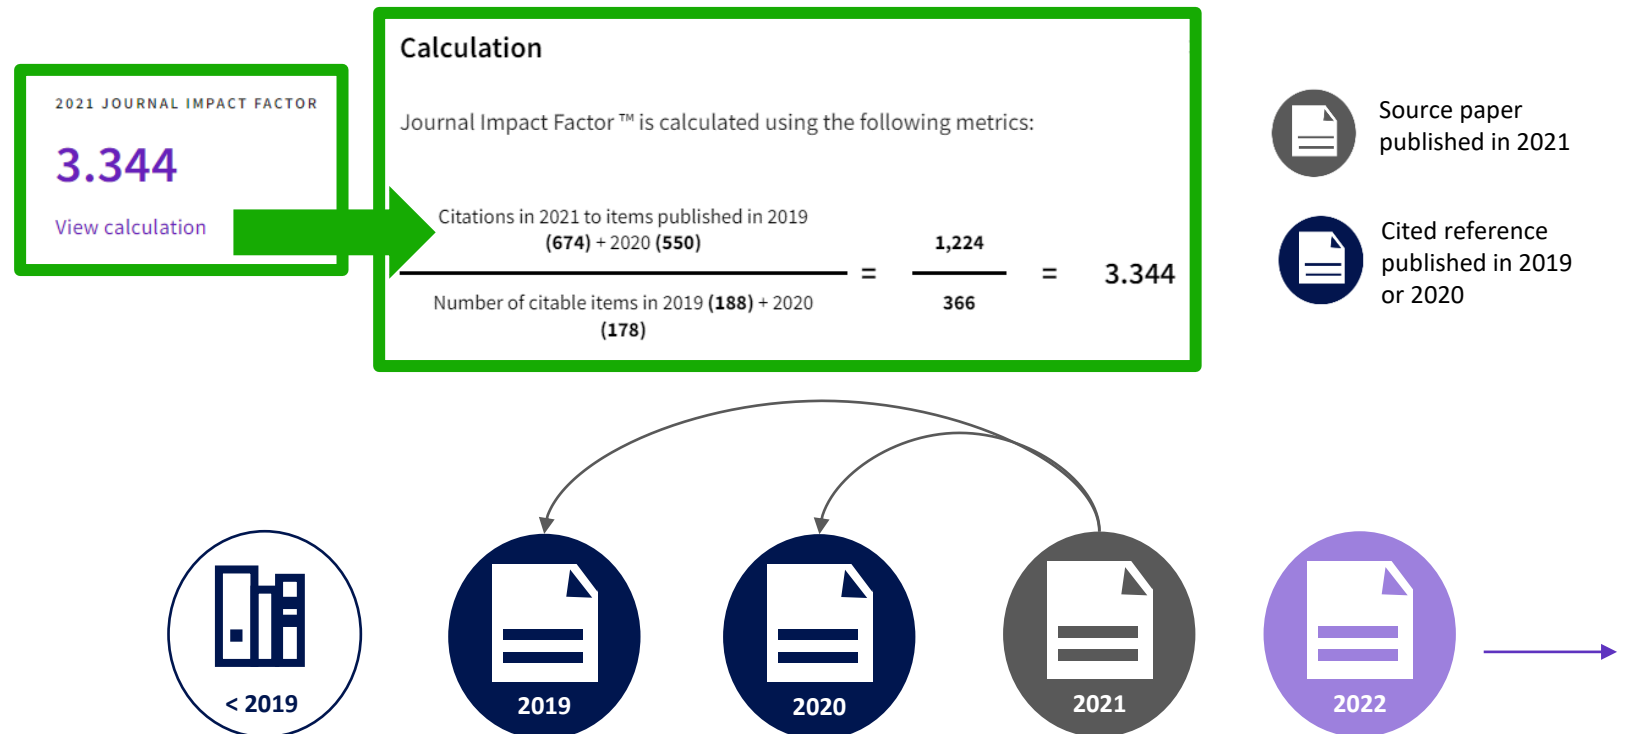 2021 JOURNAL IMPACT FACTOR
3.344
View calculation
Calculation
Journal Impact Factor ™ is calculated using the following metrics:
Citations in 2021 to items published in 2019
(674) + 2020 (550)
Number of citable items in 2019 (188) + 2020
(178)
=
1,224
366
=
3.344
Source paper
published in 2021
Cited reference
published in 2019
or 2020
< 2019
2019
2020
2021
2022